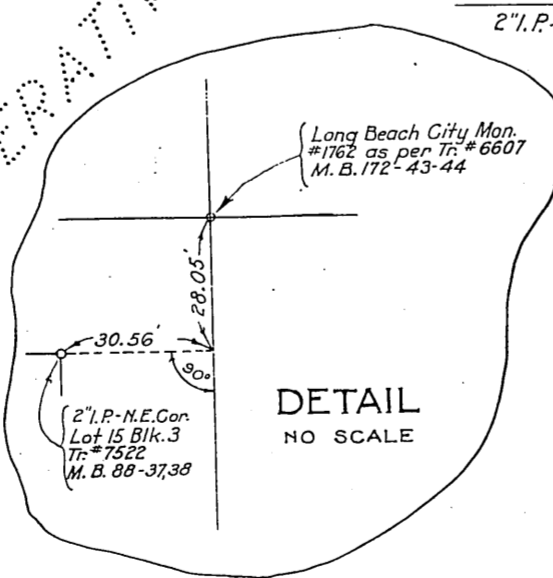 ERATI
2"I.P.-
Long Beach City Mon.
#1762 as per Tr. #6607
M. B. 172-43-44
28.05'
30.56'
90°
2"I.P.-N.E.Cor.
Lot 15 Blk.3
Tr.#7522
M. B. 88-37,38
DETAIL
NO SCALE